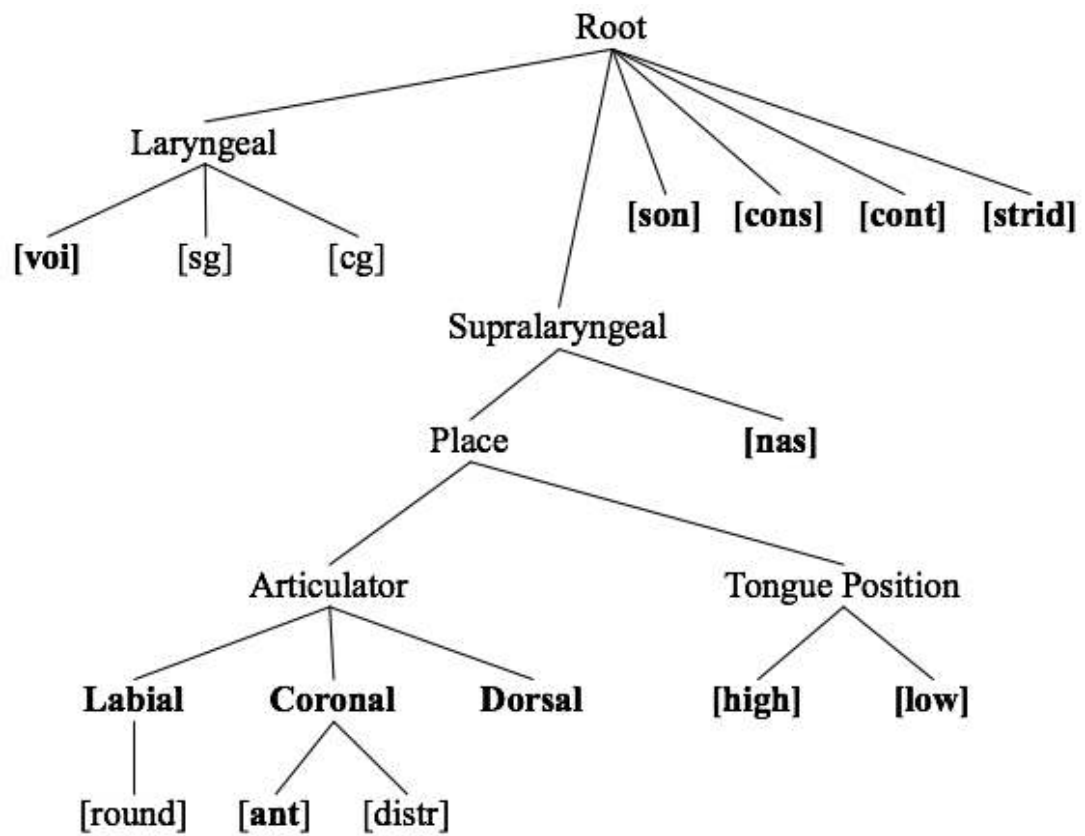 Root
Laryngeal
[son] [cons] [cont] [strid]
[voi] [sg] [cg]
Supralaryngeal
Place [nas]
Articulator Tongue Position
Labial Coronal Dorsal [high] [low]
[round] [ant] [distr]